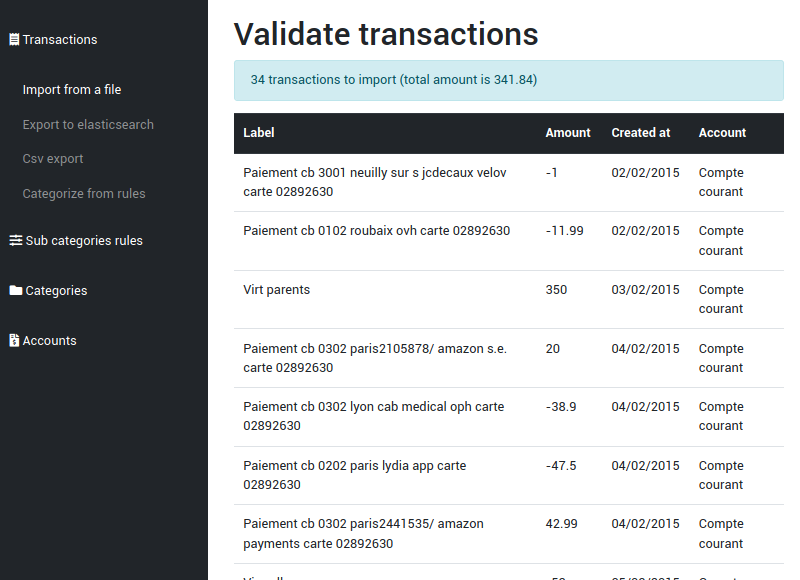 Transactions
Import from a file
Export to elasticsearch
Csv export
Categorize from rules
Sub categories rules
Categories
Accounts
Validate transactions
34 transactions to import (total amount is 341.84)
Label Amount Created at Account
Paiement cb 3001 neuilly sur s jcdecaux velov -1 02/02/2015 Compte
carte 02892630 courant
Paiement cb 0102 roubaix ovh carte 02892630 -11.99 02/02/2015 Compte
courant
Virt parents 350 03/02/2015 Compte
courant
Paiement cb 0302 paris2105878/ amazon s.e. 20 04/02/2015 Compte
carte 02892630 courant
Paiement cb 0302 lyon cab medical oph carte -38.9 04/02/2015 Compte
02892630 courant
Paiement cb 0202 paris lydia app carte -47.5 04/02/2015 Compte
02892630 courant
Paiement cb 0302 paris2441535/ amazon 42.99 04/02/2015 Compte
payments carte 02892630 courant